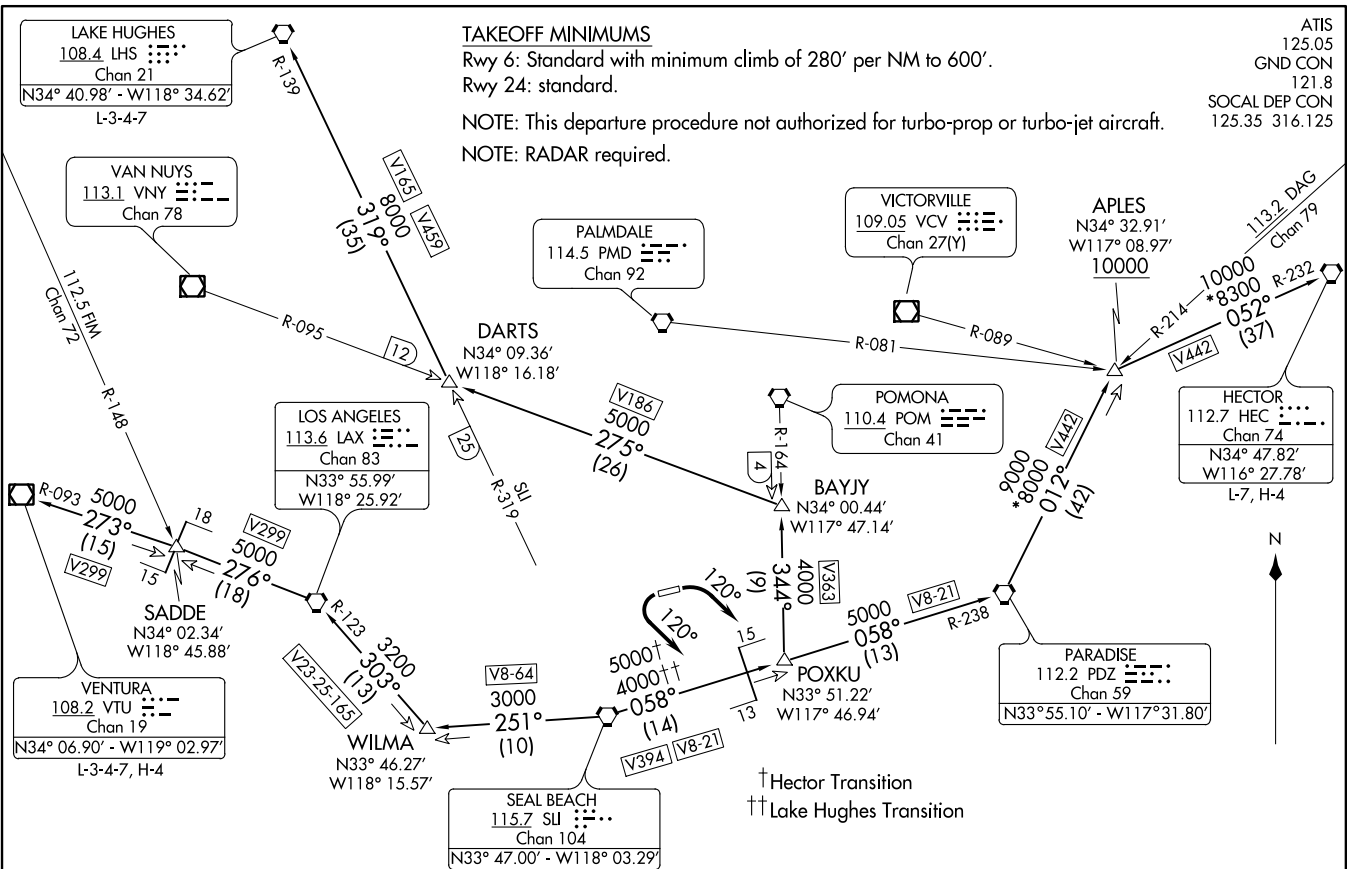 LAKE HUGHES
108.4 LHS
Chan 21
N34° 40.98' - W118° 34.62'
L-3-4-7
R-139
TAKEOFF MINIMUMS
Rwy 6: Standard with minimum climb of 280' per NM to 600'.
Rwy 24: standard.
NOTE: This departure procedure not authorized for turbo-prop or turbo-jet aircraft.
NOTE: RADAR required.
ATIS
125.05
GND CON
121.8
SOCAL DEP CON
125.35 316.125
VAN NUYS
113.1 VNY
Chan 78
V165
V459
8000
319°
(35)
PALMDALE
114.5 PMD
Chan 92
VICTORVILLE
109.05 VCV
Chan 27(Y)
APLES
N34° 32.91'
W117° 08.97'
10000
113.2 DAG
Chan 79
112.5 FIM
Chan 72
R-148
R-095
12
DARTS
N34° 09.36'
W118° 16.18'
R-081
R-089
R-214
10000
*8300
052°
(37)
R-232
V442
HECTOR
112.7 HEC
Chan 74
N34° 47.82'
W116° 27.78'
L-7, H-4
LOS ANGELES
113.6 LAX
Chan 83
N33° 55.99'
W118° 25.92'
25
SLI
R-319
V186
5000
275°
(26)
POMONA
110.4 POM
Chan 41
R-164
4
BAYJY
N34° 00.44'
W117° 47.14'
9000
*8000
012°
(42)
V442
N
R-093
5000
273°
(15)
V299
18
15
V299
5000
276°
(18)
SADDE
N34° 02.34'
W118° 45.88'
R-123
3200
303°
(13)
V23-25-165
120°
120°
4000
344°
(9)
V363
5000
058°
(13)
V8-21
R-238
VENTURA
108.2 VTU
Chan 19
N34° 06.90' - W119° 02.97'
L-3-4-7, H-4
WILMA
N33° 46.27'
W118° 15.57'
V8-64
3000
251°
(10)
5000†
4000††
058°
(14)
V394
V8-21
15
13
POXKU
N33° 51.22'
W117° 46.94'
PARADISE
112.2 PDZ
Chan 59
N33°55.10' - W117°31.80'
SEAL BEACH
115.7 SLI
Chan 104
N33° 47.00' - W118° 03.29'
†Hector Transition
††Lake Hughes Transition